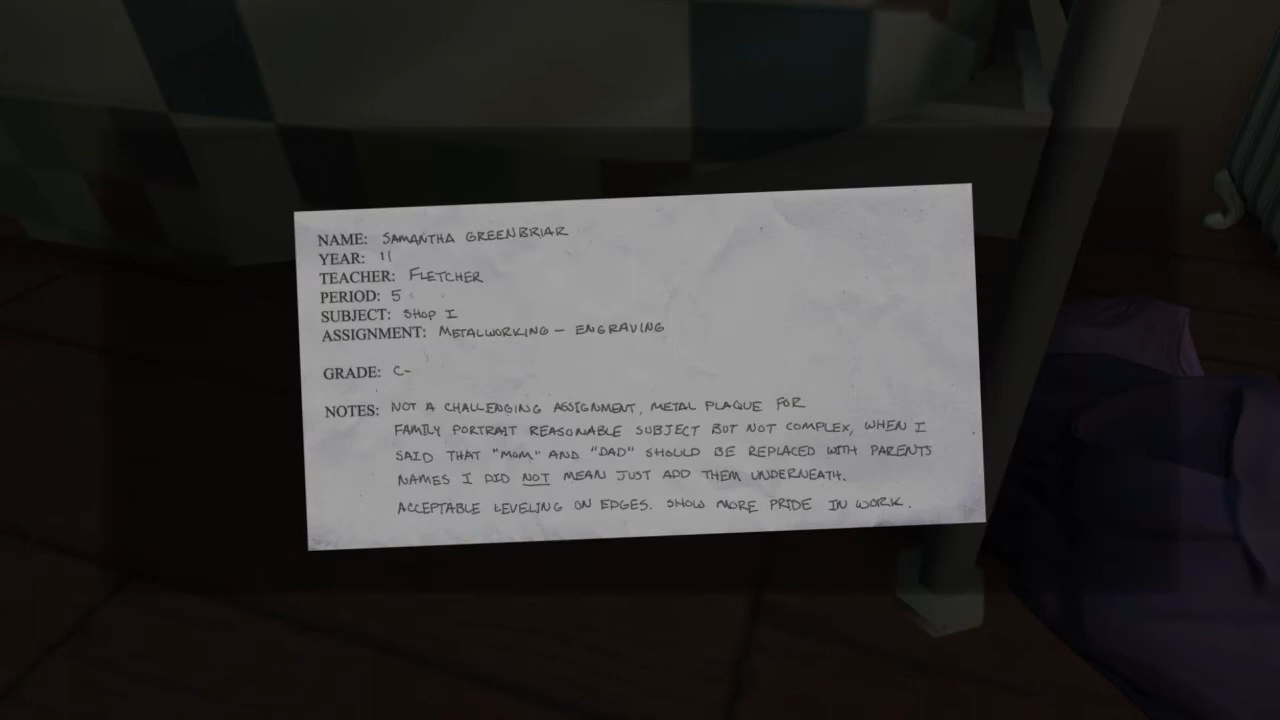 NAME: SAMANTHA GREENBRIAR
YEAR: 11
TEACHER: FLETCHER
PERIOD: 5
SUBJECT: SHOP I
ASSIGNMENT: METALWORKING - ENGRAVING
GRADE: C-
NOTES: NOT A CHALLENGING ASSIGNMENT, METAL PLAQUE FOR
FAMILY PORTRAIT REASONABLE SUBJECT BUT NOT COMPLEX, WHEN I
SAID THAT "MOM" AND "DAD" SHOULD BE REPLACED WITH PARENTS
NAMES I DID NOT MEAN JUST ADD THEM UNDERNEATH.
ACCEPTABLE LEVELING ON EDGES. SHOW MORE PRIDE IN WORK.